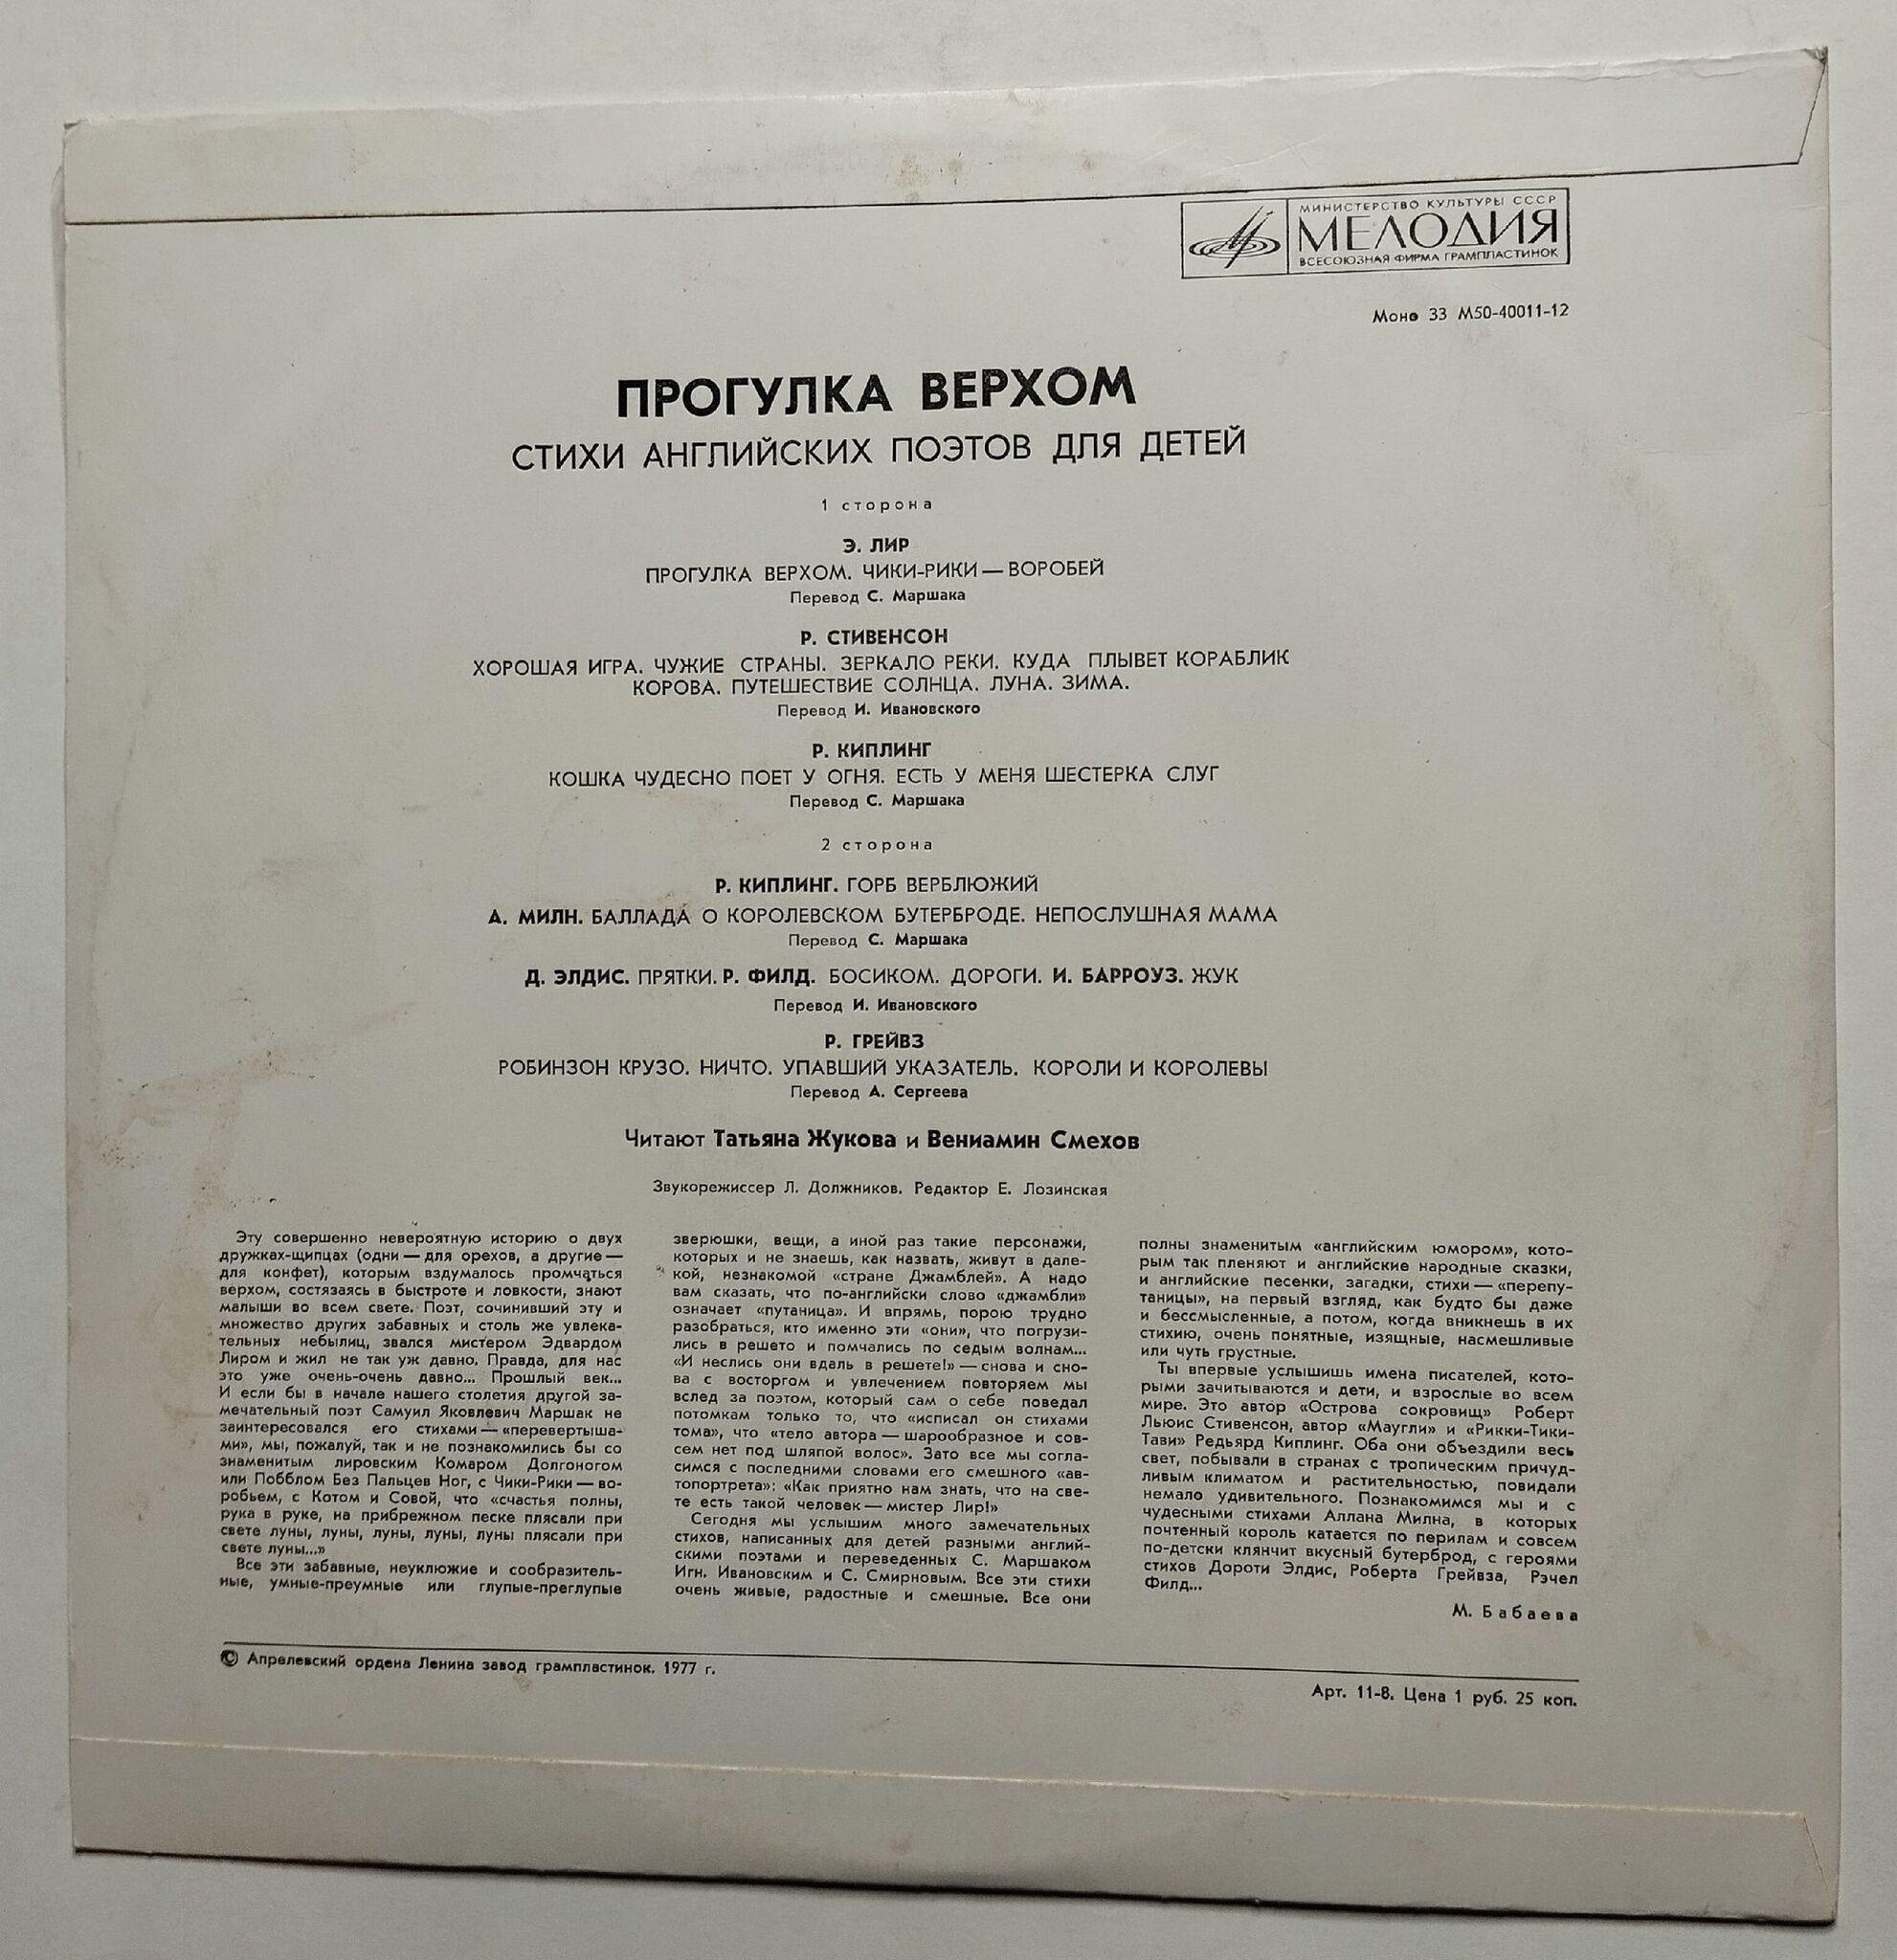 МИНИСТЕРСТВО КУЛЬТУРЫ СССР
МЕЛОДИЯ
ВСЕСОЮЗНАЯ ФИРМА ГРАМПЛАСТИНОК
Моно 33 М50-40011-12
ПРОГУЛКА ВЕРХОМ
СТИХИ АНГЛИЙСКИХ ПОЭТОВ ДЛЯ ДЕТЕЙ
1 сторона
Э. ЛИР
ПРОГУЛКА ВЕРХОМ. ЧИКИ-РИКИ — ВОРОБЕЙ
Перевод С. Маршака
Р. СТИВЕНСОН
ХОРОШАЯ ИГРА. ЧУЖИЕ СТРАНЫ. ЗЕРКАЛО РЕКИ. КУДА ПЛЫВЕТ КОРАБЛИК
КОРОВА. ПУТЕШЕСТВИЕ СОЛНЦА. ЛУНА. ЗИМА.
Перевод И. Ивановского
Р. КИПЛИНГ
КОШКА ЧУДЕСНО ПОЕТ У ОГНЯ. ЕСТЬ У МЕНЯ ШЕСТЕРКА СЛУГ
Перевод С. Маршака
2 сторона
Р. КИПЛИНГ. ГОРБ ВЕРБЛЮЖИЙ
А. МИЛН. БАЛЛАДА О КОРОЛЕВСКОМ БУТЕРБРОДЕ. НЕПОСЛУШНАЯ МАМА
Перевод С. Маршака
Д. ЭЛДИС. ПРЯТКИ. Р. ФИЛД. БОСИКОМ. ДОРОГИ. И. БАРРОУЗ. ЖУК
Перевод И. Ивановского
Р. ГРЕЙВЗ
РОБИНЗОН КРУЗО. НИЧТО. УПАВШИЙ УКАЗАТЕЛЬ. КОРОЛИ И КОРОЛЕВЫ
Перевод А. Сергеева
Читают Татьяна Жукова и Вениамин Смехов
Звукорежиссер Л. Должников. Редактор Е. Лозинская
Эту совершенно невероятную историю о двух
дружках-щипцах (одни — для орехов, а другие —
для конфет), которым вздумалось промчаться
верхом, состязаясь в быстроте и ловкости, знают
малыши во всем свете. Поэт, сочинивший эту и
множество других забавных и столь же увлека-
тельных небылиц, звался мистером Эдвардом
Лиром и жил не так уж давно. Правда, для нас
это уже очень-очень давно... Прошлый век...
И если бы в начале нашего столетия другой за-
мечательный поэт Самуил Яковлевич Маршак не
заинтересовался его стихами — «перевертыша-
ми», мы, пожалуй, так и не познакомились бы со
знаменитым лировским Комаром Долгоногом
или Побблом Без Пальцев Ног, с Чики-Рики — во-
робьем, с Котом и Совой, что «счастья полны,
рука в руке, на прибрежном песке плясали при
свете луны, луны, луны, луны, луны плясали при
свете луны...»
Все эти забавные, неуклюжие и сообразитель-
ные, умные-преумные или глупые-преглупые
зверюшки, вещи, а иной раз такие персонажи,
которых и не знаешь, как назвать, живут в дале-
кой, незнакомой «стране Джамблей». А надо
вам сказать, что по-английски слово «джамбли»
означает «путаница». И впрямь, порою трудно
разобраться, кто именно эти «они», что погрузи-
лись в решето и помчались по седым волнам...
«И неслись они вдаль в решете!» — снова и сно-
ва с восторгом и увлечением повторяем мы
вслед за поэтом, который сам о себе поведал
потомкам только то, что «исписал он стихами
тома», что «тело автора — шарообразное и сов-
сем нет под шляпой волос». Зато все мы согла-
симся с последними словами его смешного «ав-
топортрета»: «Как приятно нам знать, что на све-
те есть такой человек — мистер Лир!»
Сегодня мы услышим много замечательных
стихов, написанных для детей разными англий-
скими поэтами и переведенных С. Маршаком
Игн. Ивановским и С. Смирновым. Все эти стихи
очень живые, радостные и смешные. Все они
полны знаменитым «английским юмором», кото-
рым так пленяют и английские народные сказки,
и английские песенки, загадки, стихи — «перепу-
таницы», на первый взгляд, как будто бы даже
и бессмысленные, а потом, когда вникнешь в их
стихию, очень понятные, изящные, насмешливые
или чуть грустные.
Ты впервые услышишь имена писателей, кото-
рыми зачитываются и дети, и взрослые во всем
мире. Это автор «Острова сокровищ» Роберт
Льюис Стивенсон, автор «Маугли» и «Рикки-Тики-
Тави» Редьярд Киплинг. Оба они объездили весь
свет, побывали в странах с тропическим причуд-
ливым климатом и растительностью, повидали
немало удивительного. Познакомимся мы и с
чудесными стихами Аллана Милна, в которых
почтенный король катается по перилам и совсем
по-детски клянчит вкусный бутерброд, с героями
стихов Дороти Элдис, Роберта Грейвза, Рэчел
Филд...
М. Бабаева
© Апрелевский ордена Ленина завод грампластинок. 1977 г.
Арт. 11-8. Цена 1 руб. 25 коп.